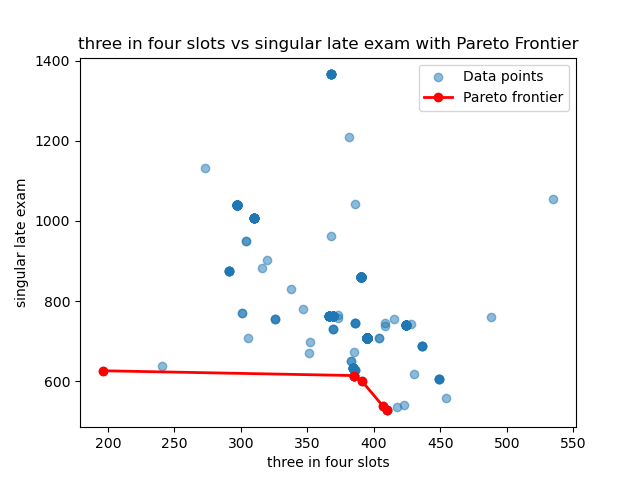 three in four slots vs singular late exam with Pareto Frontier
Data points
Pareto frontier
1400
1200
1000
800
600
singular late exam
200
250
300
350
400
450
500
550
three in four slots